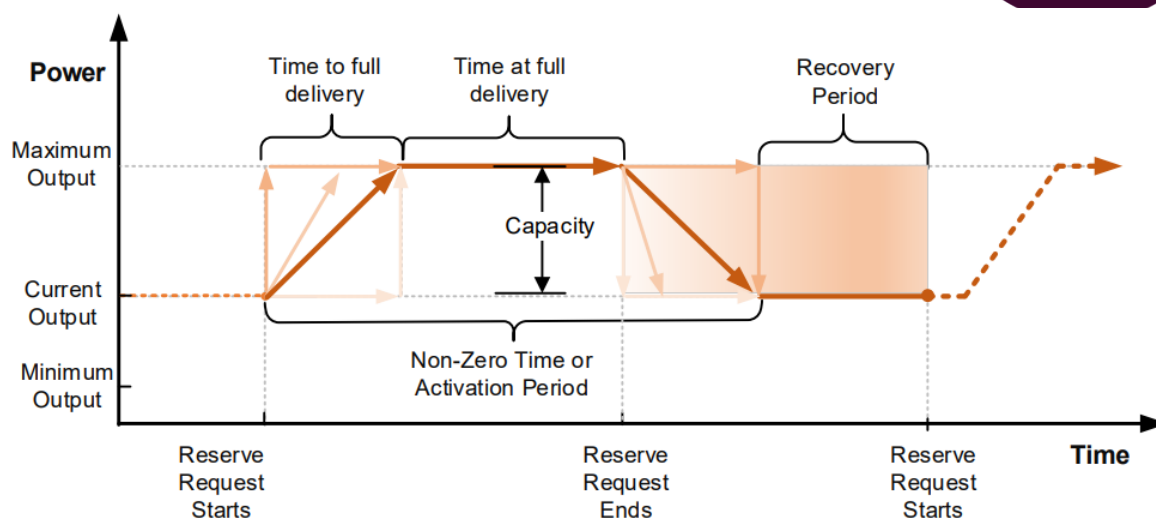 Power
Time to full
delivery
Time at full
delivery
Recovery
Period
Maximum
Output
Capacity
Current
Output
Non-Zero Time or
Activation Period
Minimum
Output
Reserve
Request
Starts
Reserve
Request
Ends
Reserve
Request
Starts
Time